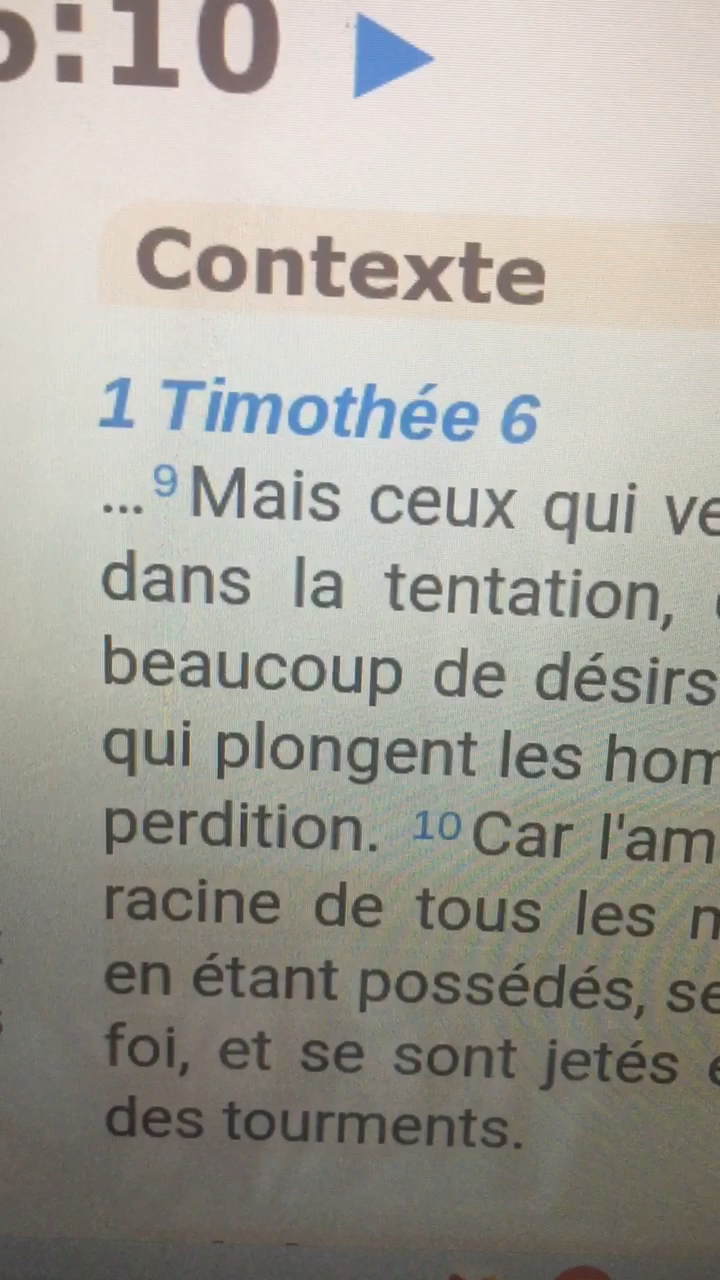 :10
Contexte
1 Timothée 6
... 9 Mais ceux qui
dans la tentation,
beaucoup de désirs
qui plongent les
perdition. 10 Car
racine de tous les
en étant possédés,
foi, et se sont jetés
des tourments.